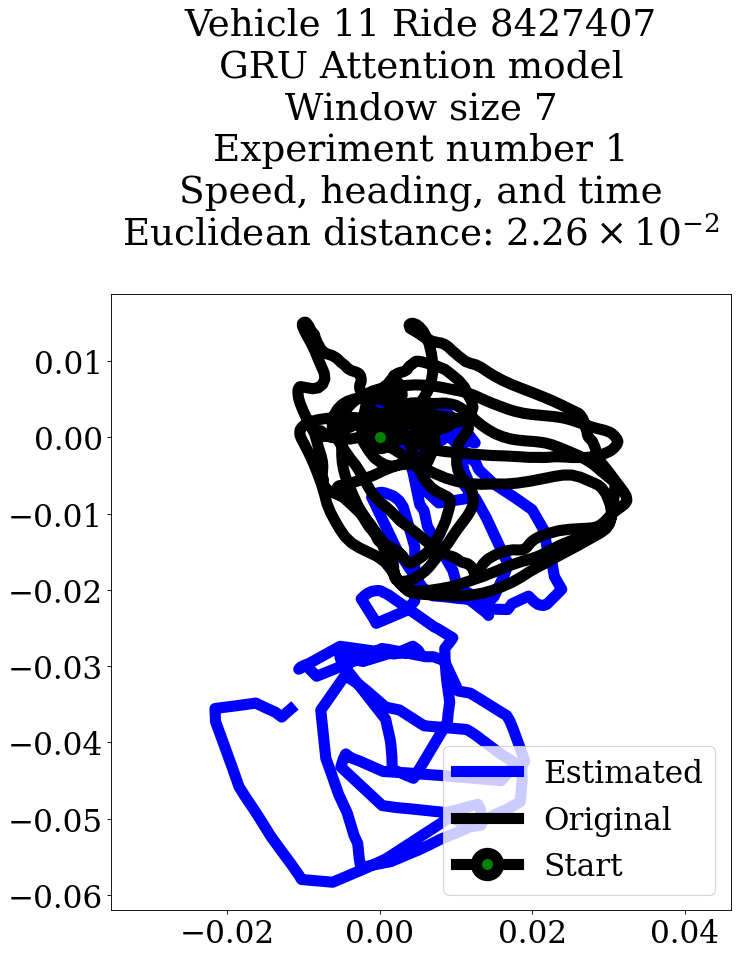 Vehicle 11 Ride 8427407
GRU Attention model
Window size 7
Experiment number 1
Speed, heading, and time
Euclidean distance: 2.26 × 10⁻²
0.01
0.00
−0.01
−0.02
−0.03
−0.04
−0.05
−0.06
Estimated
Original
Start
−0.02 0.00 0.02 0.04